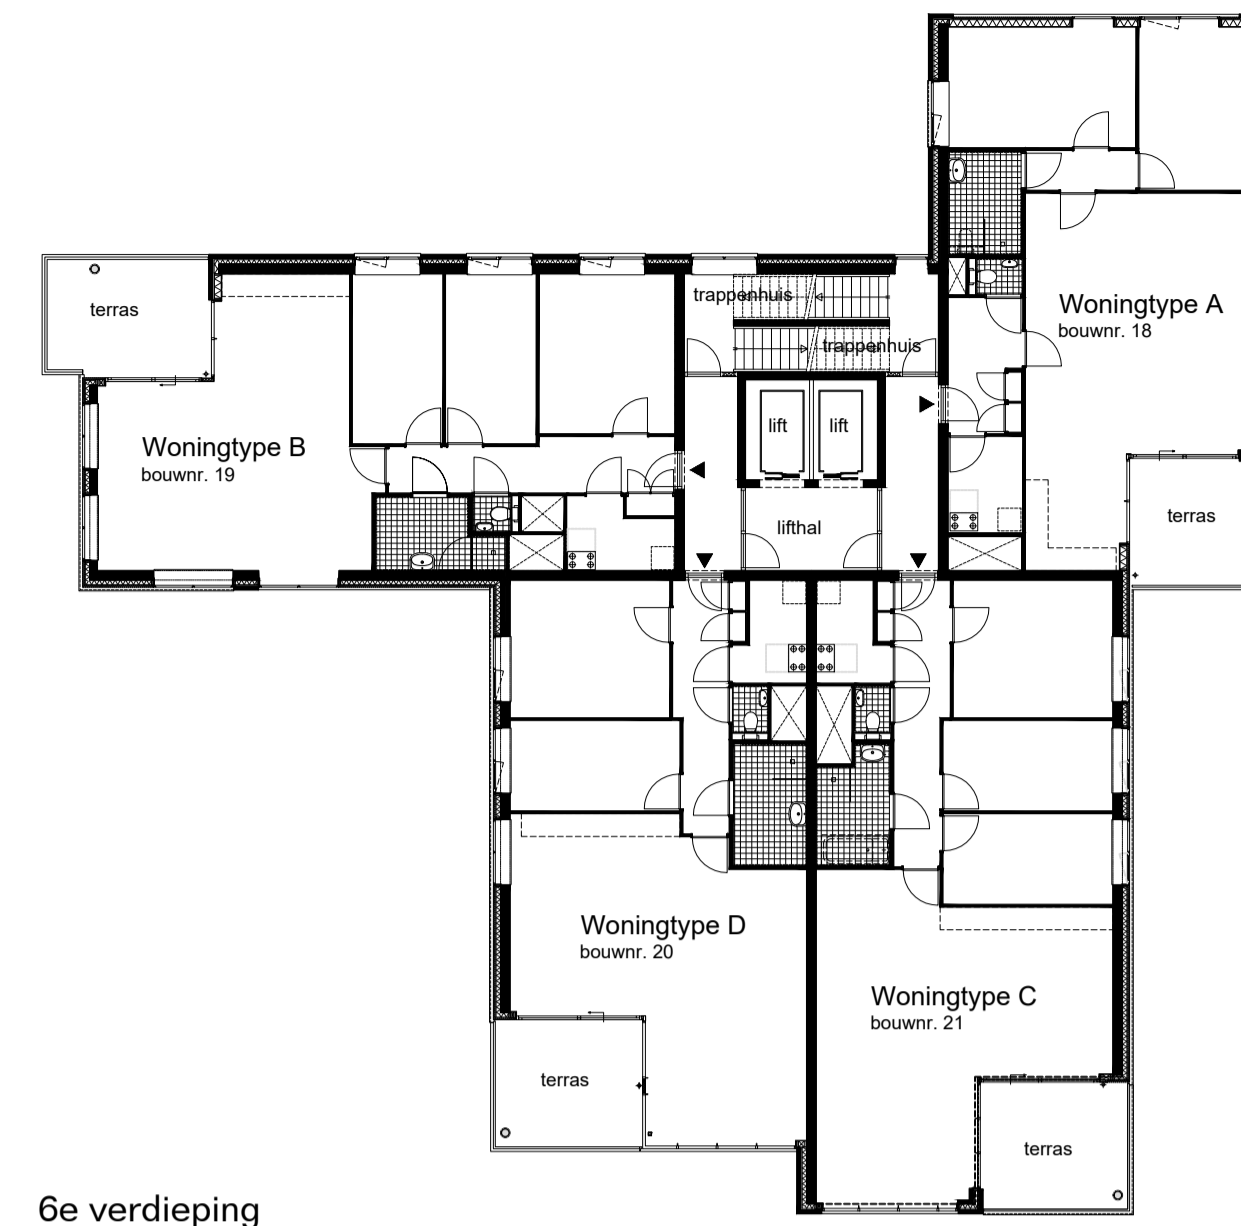 terras
trappenhuis
trappenhuis
Woningtype A
bouwnr. 18
lift
lift
Woningtype B
bouwnr. 19
lifthal
terras
Woningtype D
bouwnr. 20
Woningtype C
bouwnr. 21
terras
terras
6e verdieping